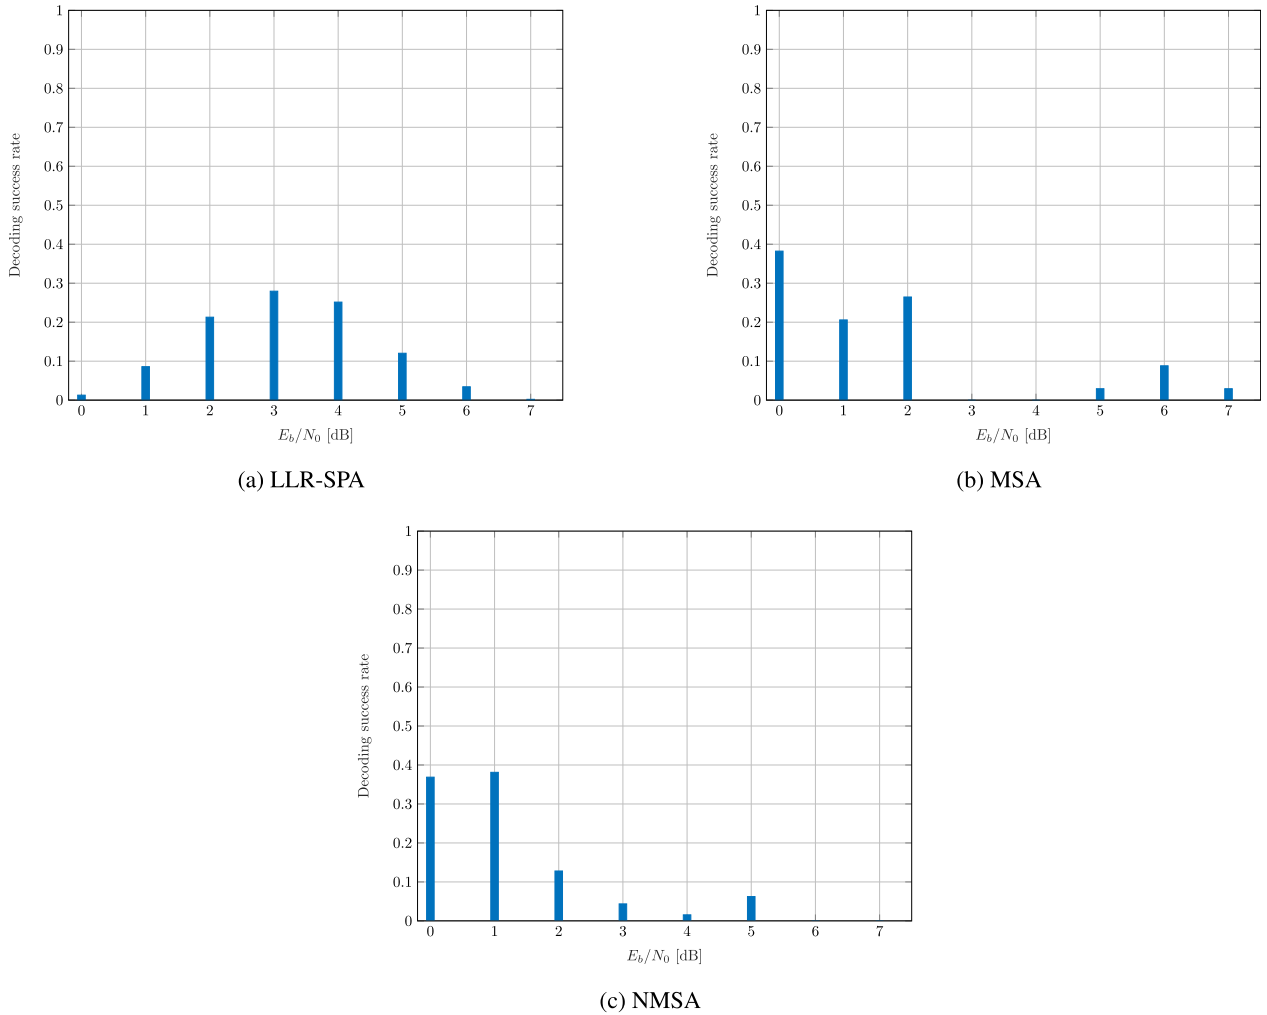 1
0.9
0.8
0.7
0.6
0.5
0.4
0.3
0.2
0.1
0
Decoding success rate
0 1 2 3 4 5 6 7
E_b/N_0 [dB]
(a) LLR-SPA
1
0.9
0.8
0.7
0.6
0.5
0.4
0.3
0.2
0.1
0
Decoding success rate
0 1 2 3 4 5 6 7
E_b/N_0 [dB]
(b) MSA
1
0.9
0.8
0.7
0.6
0.5
0.4
0.3
0.2
0.1
0
Decoding success rate
0 1 2 3 4 5 6 7
E_b/N_0 [dB]
(c) NMSA